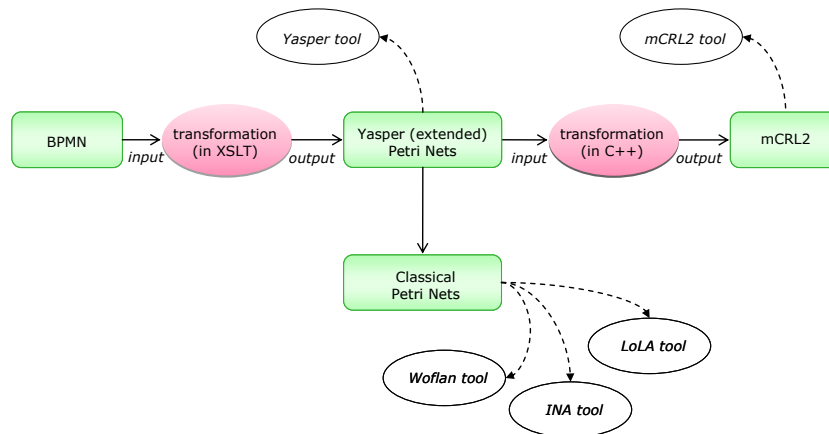 Yasper tool
mCRL2 tool
BPMN
input
transformation
(in XSLT)
output
Yasper (extended)
Petri Nets
input
transformation
(in C++)
output
mCRL2
Classical
Petri Nets
LoLA tool
Woflan tool
INA tool